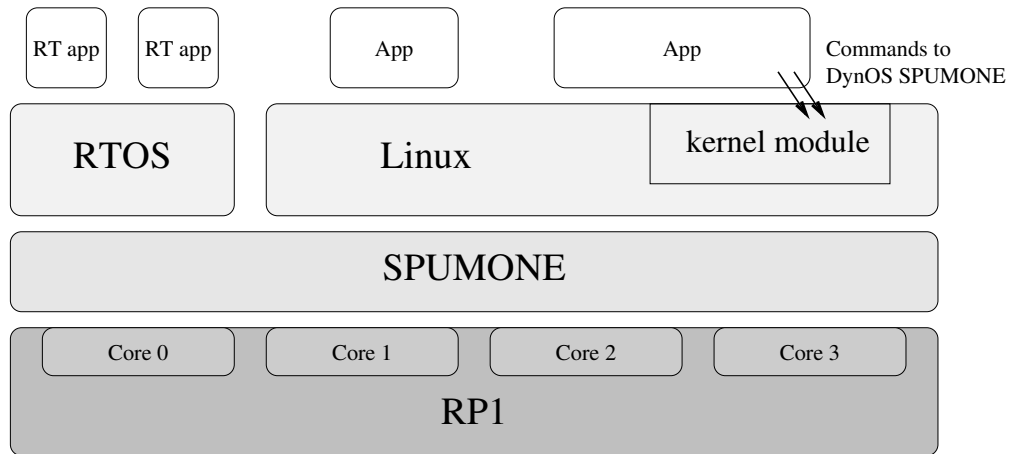 RT app
RT app
App
App
Commands to
DynOS SPUMONE
RTOS
Linux
kernel module
SPUMONE
Core 0
Core 1
Core 2
Core 3
RP1